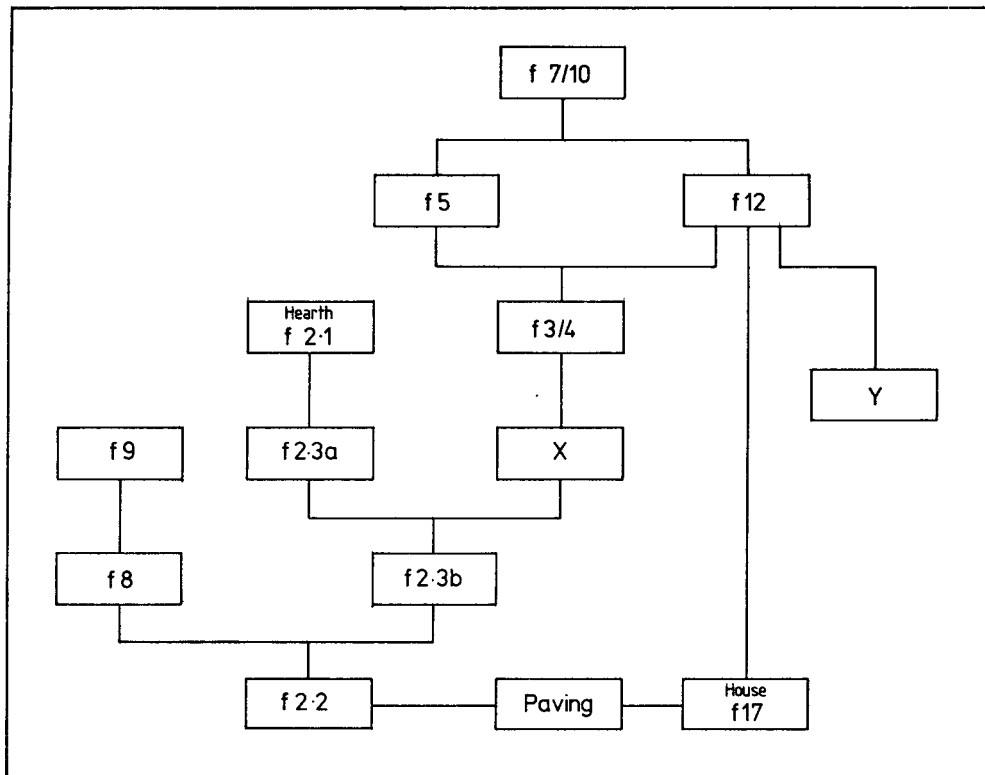 f 7/10
f 5
f 12
Hearth
f 2·1
f 3/4
Y
f 9
f 2·3a
X
f 8
f 2·3b
f 2·2
Paving
House
f 17